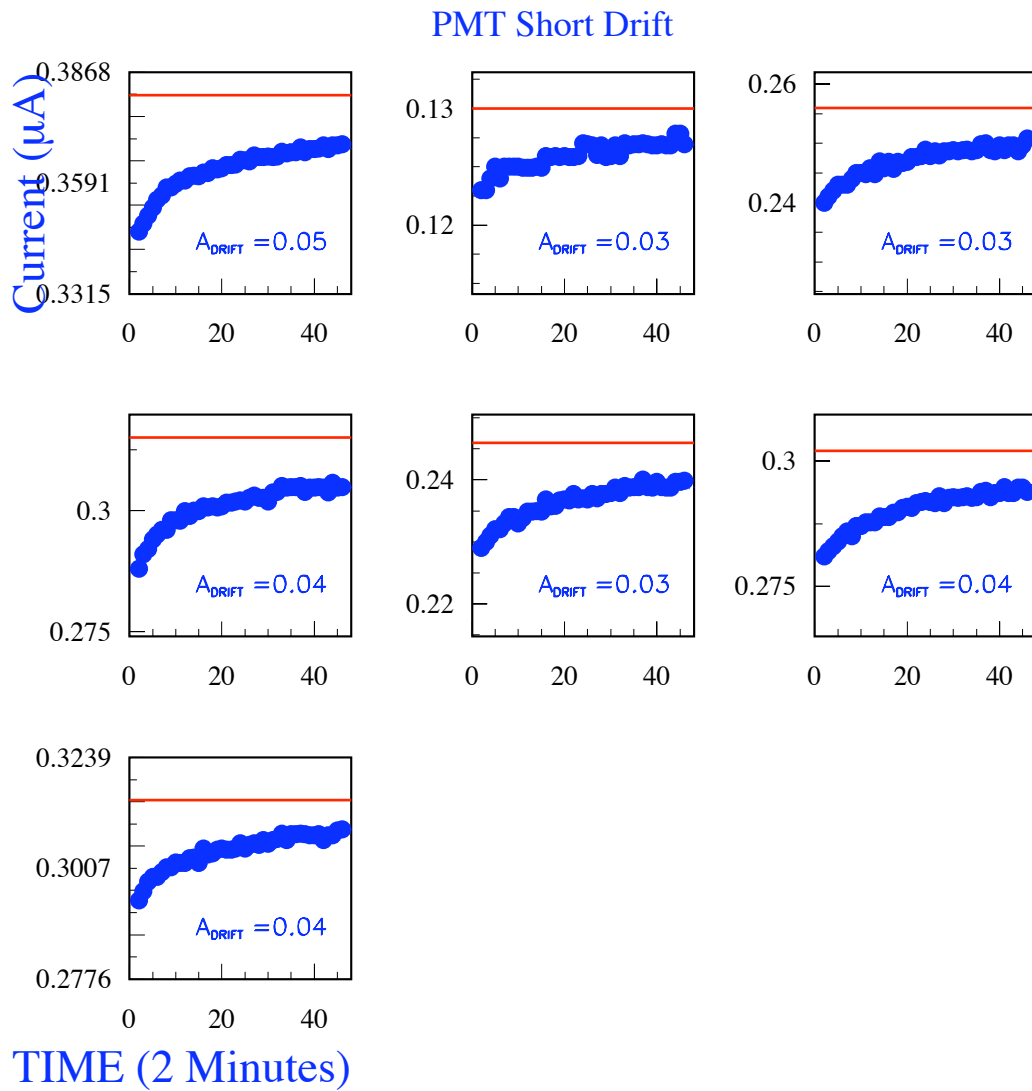 PMT Short Drift
Current (µA)
0.3868
0.3591
0.3315
A_DRIFT =0.05
0 20 40
0.13
0.12
A_DRIFT =0.03
0 20 40
0.26
0.24
A_DRIFT =0.03
0 20 40
0.3
0.275
A_DRIFT =0.04
0 20 40
0.24
0.22
A_DRIFT =0.03
0 20 40
0.3
0.275
A_DRIFT =0.04
0 20 40
0.3239
0.3007
0.2776
A_DRIFT =0.04
0 20 40
TIME (2 Minutes)